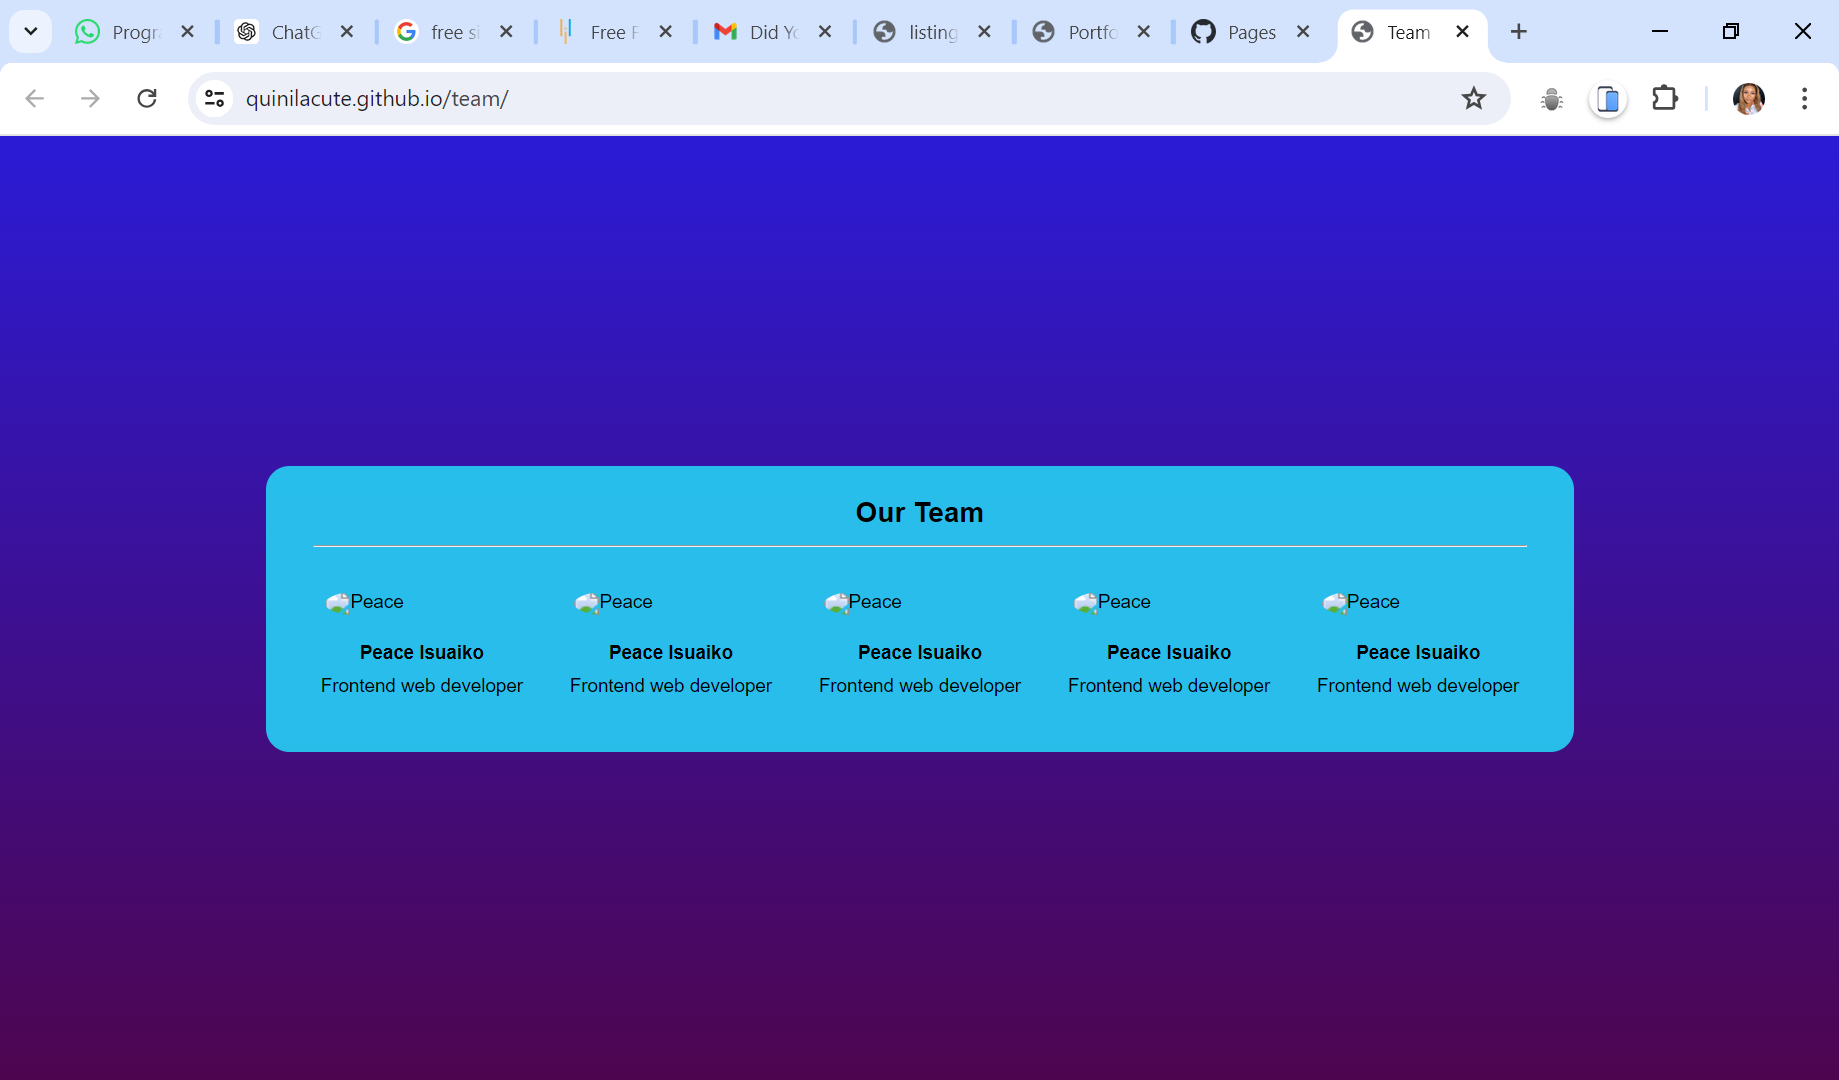 Progra
ChatG
free si
Free F
Did Yo
listing
Portfo
Pages
Team
quinilacute.github.io/team/
Our Team
Peace Peace Peace Peace Peace
Peace Isuaiko Peace Isuaiko Peace Isuaiko Peace Isuaiko Peace Isuaiko
Frontend web developer Frontend web developer Frontend web developer Frontend web developer Frontend web developer